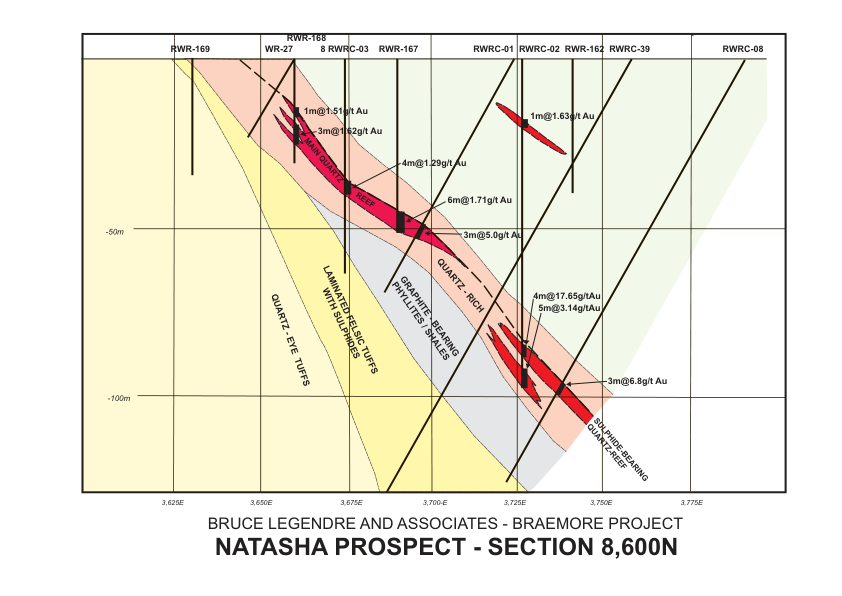 RWR-168
RWR-169
WR-27
8 RWRC-03
RWR-167
RWRC-01
RWRC-02
RWR-162
RWRC-39
RWRC-08
1m@1.51g/t Au
3m@1.62g/t Au
1m@1.63g/t Au
MAIN QUARTZ
REEF
4m@1.29g/t Au
6m@1.71g/t Au
3m@5.0g/t Au
-50m
QUARTZ - RICH
GRAPHITE - BEARING
PHYLLITES / SHALES
LAMINATED FELSIC TUFFS
WITH SULPHIDES
QUARTZ - EYE TUFFS
4m@17.65g/tAu
5m@3.14g/tAu
3m@6.8g/t Au
-100m
SULPHIDE-BEARING
QUARTZ-REEF
3,625E
3,650E
3,675E
3,700-E
3,725E
3,750E
3,775E
BRUCE LEGENDRE AND ASSOCIATES - BRAEMORE PROJECT
NATASHA PROSPECT - SECTION 8,600N